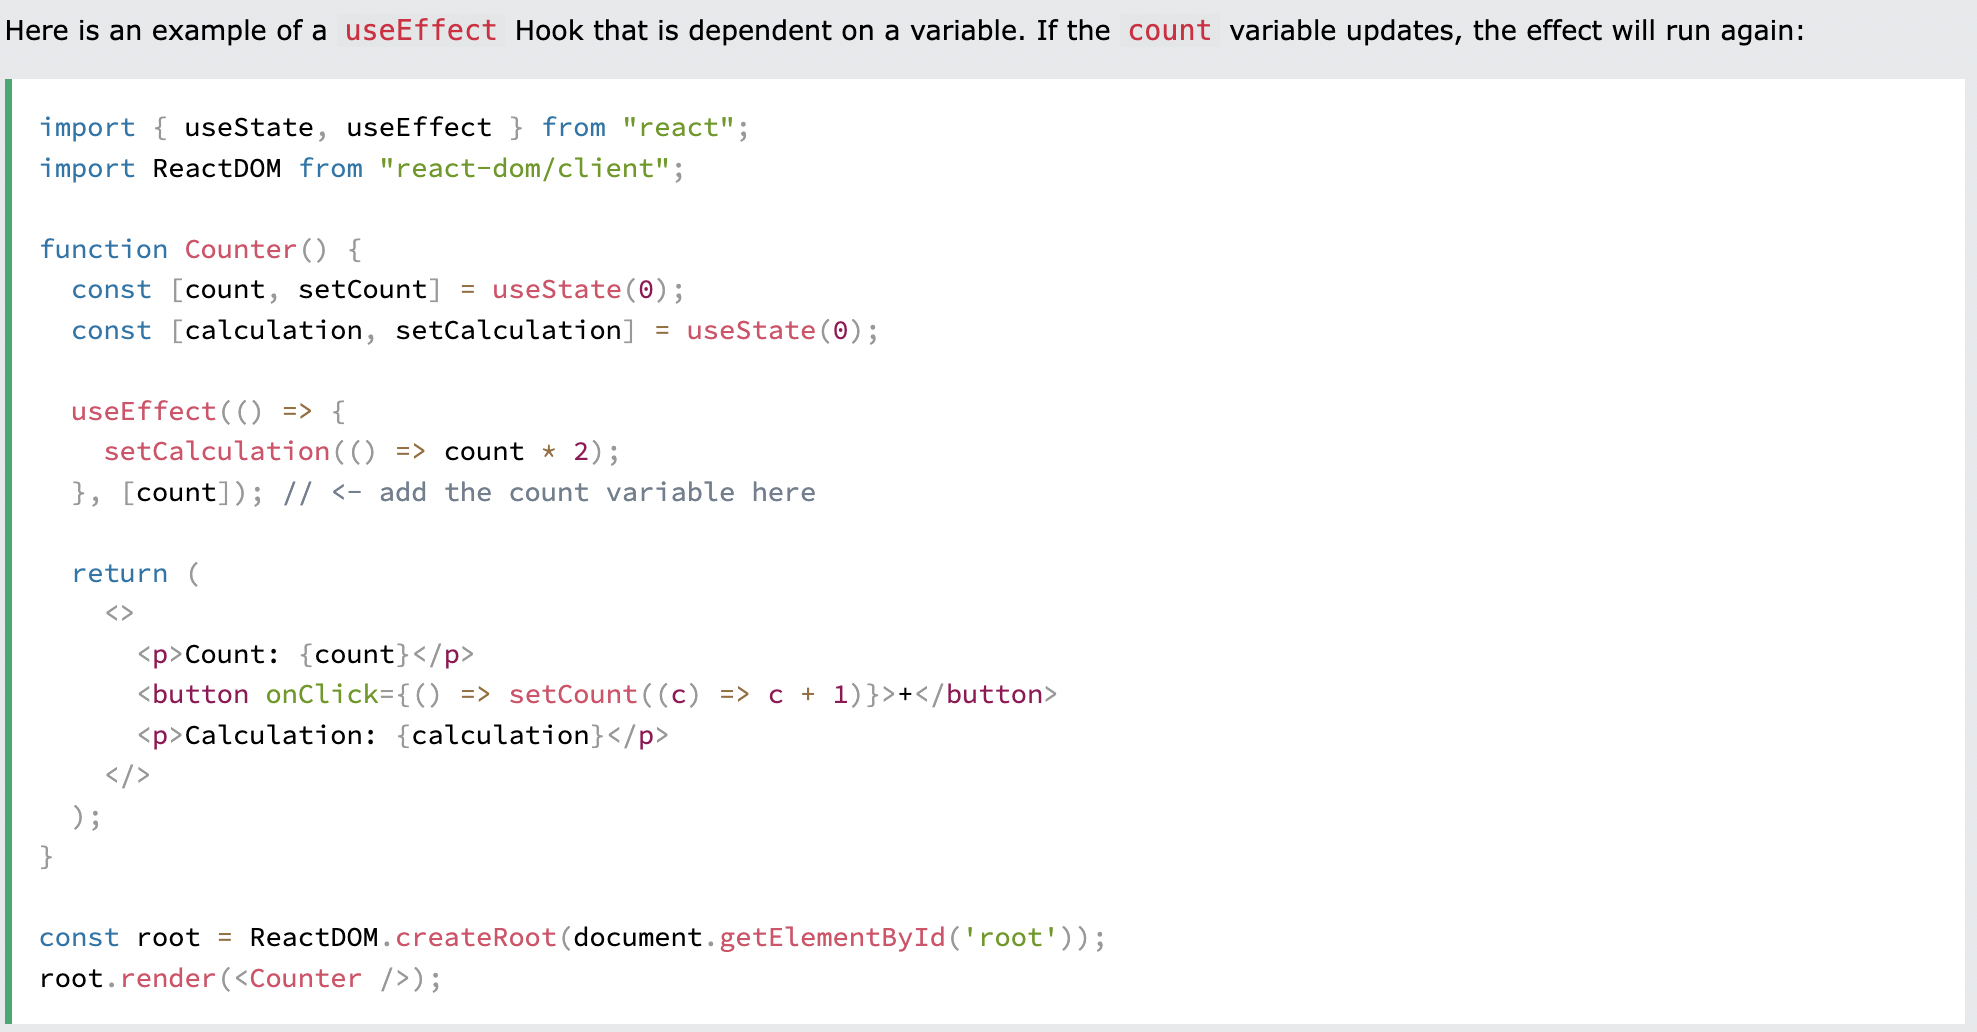 Here is an example of a useEffect Hook that is dependent on a variable. If the count variable updates, the effect will run again:
import { useState, useEffect } from "react";
import ReactDOM from "react-dom/client";
function Counter() {
  const [count, setCount] = useState(0);
  const [calculation, setCalculation] = useState(0);
  useEffect(() => {
    setCalculation(() => count * 2);
  }, [count]); // <- add the count variable here
  return (
    <>
      <p>Count: {count}</p>
      <button onClick={() => setCount((c) => c + 1)}>+</button>
      <p>Calculation: {calculation}</p>
    </>
  );
}
const root = ReactDOM.createRoot(document.getElementById('root'));
root.render(<Counter />);